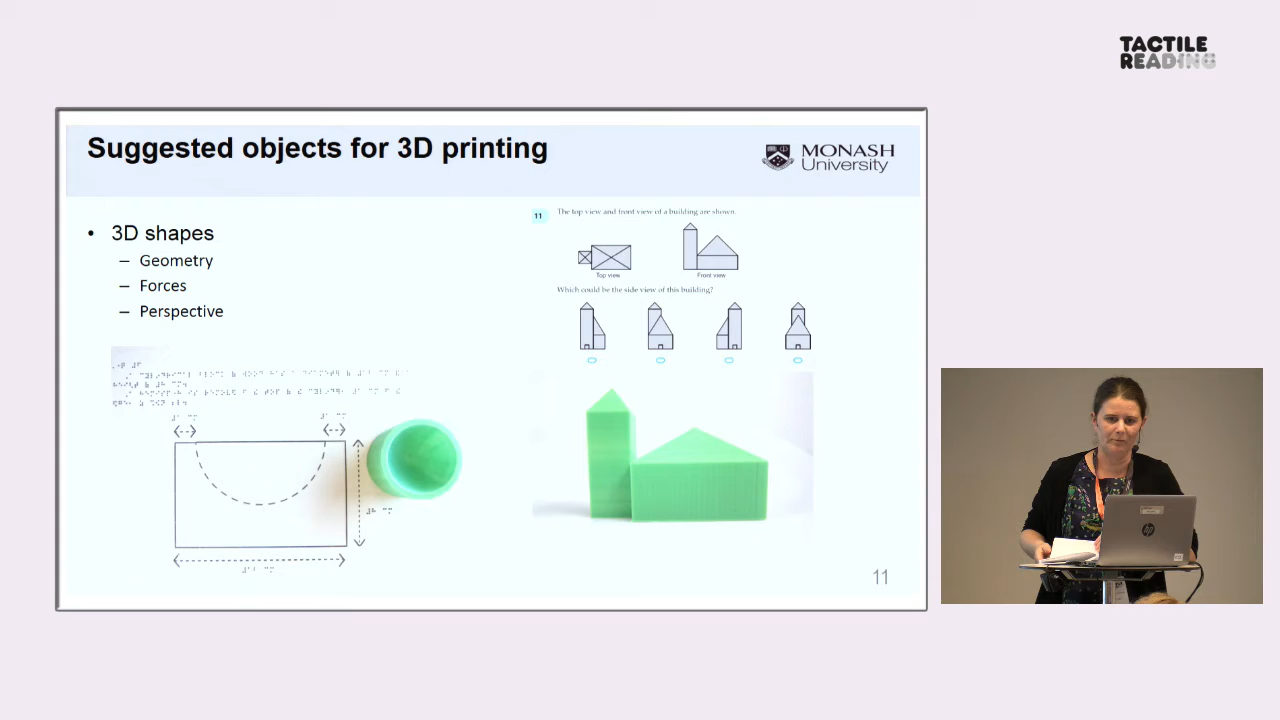 TACTILE
READING
Suggested objects for 3D printing
MONASH
University
• 3D shapes
– Geometry
– Forces
– Perspective
11 The top view and front view of a building are shown.
Top view
Front view
Which could be the side view of this building?
hp
11